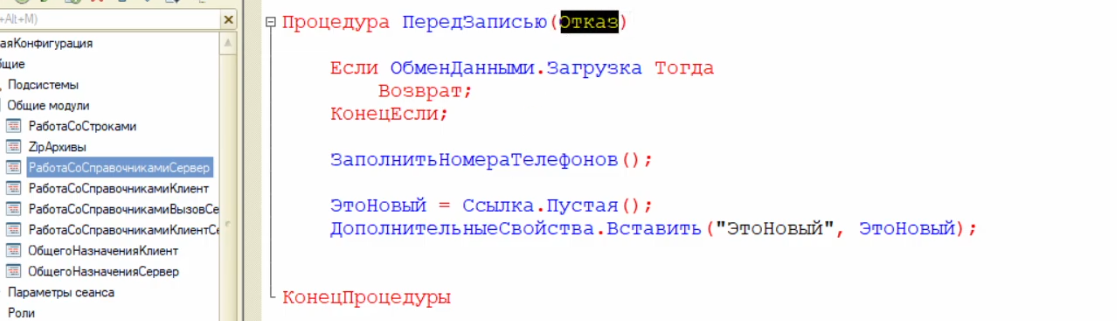 +Alt+M)
аяКонфигурация
бщие
Подсистемы
Общие модули
РаботаСоСтроками
ZipАрхивы
РаботаСоСправочникамиСервер
РаботаСоСправочникамиКлиент
РаботаСоСправочникамиВызовСе
РаботаСоСправочникамиКлиентСе
ОбщегоНазначенияКлиент
ОбщегоНазначенияСервер
Параметры сеанса
Роли
Процедура ПередЗаписью(Отказ)
Если ОбменДанными.Загрузка Тогда
Возврат;
КонецЕсли;
ЗаполнитьНомераТелефонов();
ЭтоНовый = Ссылка.Пустая();
ДополнительныеСвойства.Вставить("ЭтоНовый", ЭтоНовый);
КонецПроцедуры